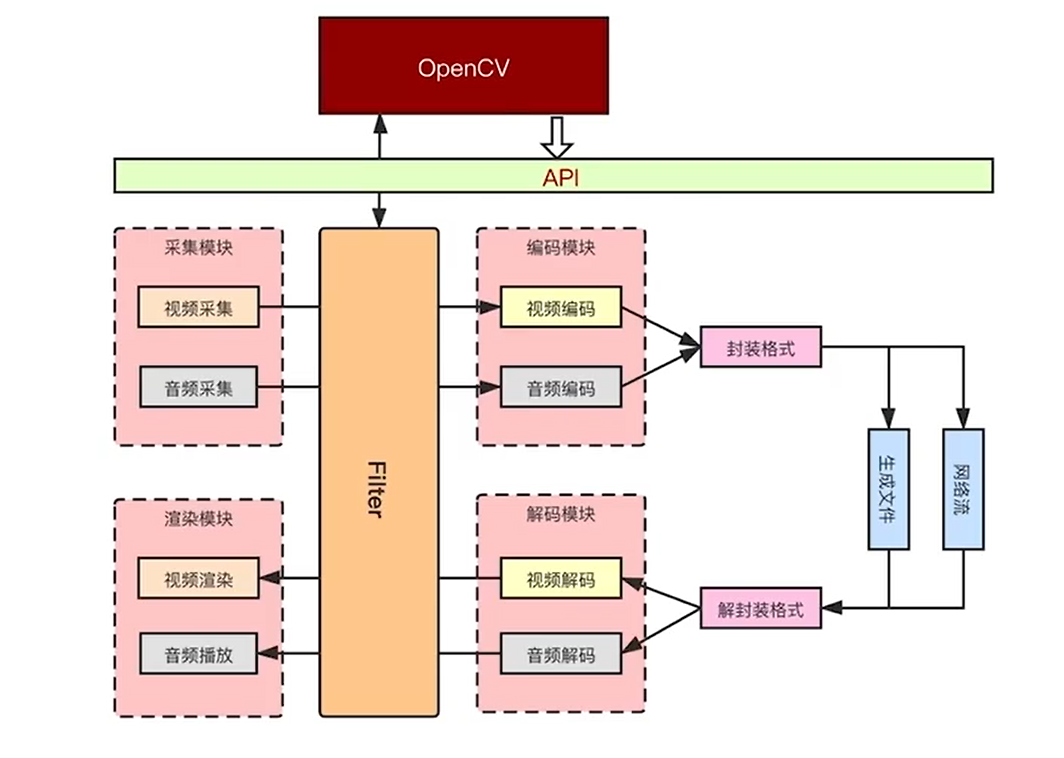 OpenCV
API
采集模块
视频采集
音频采集
Filter
编码模块
视频编码
音频编码
封装格式
生成文件
网络流
渲染模块
视频渲染
音频播放
解码模块
视频解码
音频解码
解封装格式